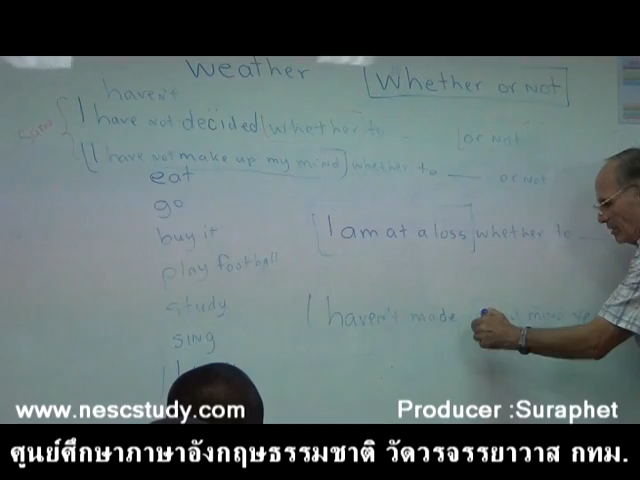 weather
Whether or not
haven't
Same
I have not decided whether to or not
I have not make up my mind whether to ___ or not
eat
go
buy it
I am at a loss whether to ___
play football
study
I haven't made mind
sing
www.nescstudy.com
Producer :Suraphet
ศูนย์ศึกษาภาษาอังกฤษธรรมชาติ วัดวรจรรยาวาส กทม.